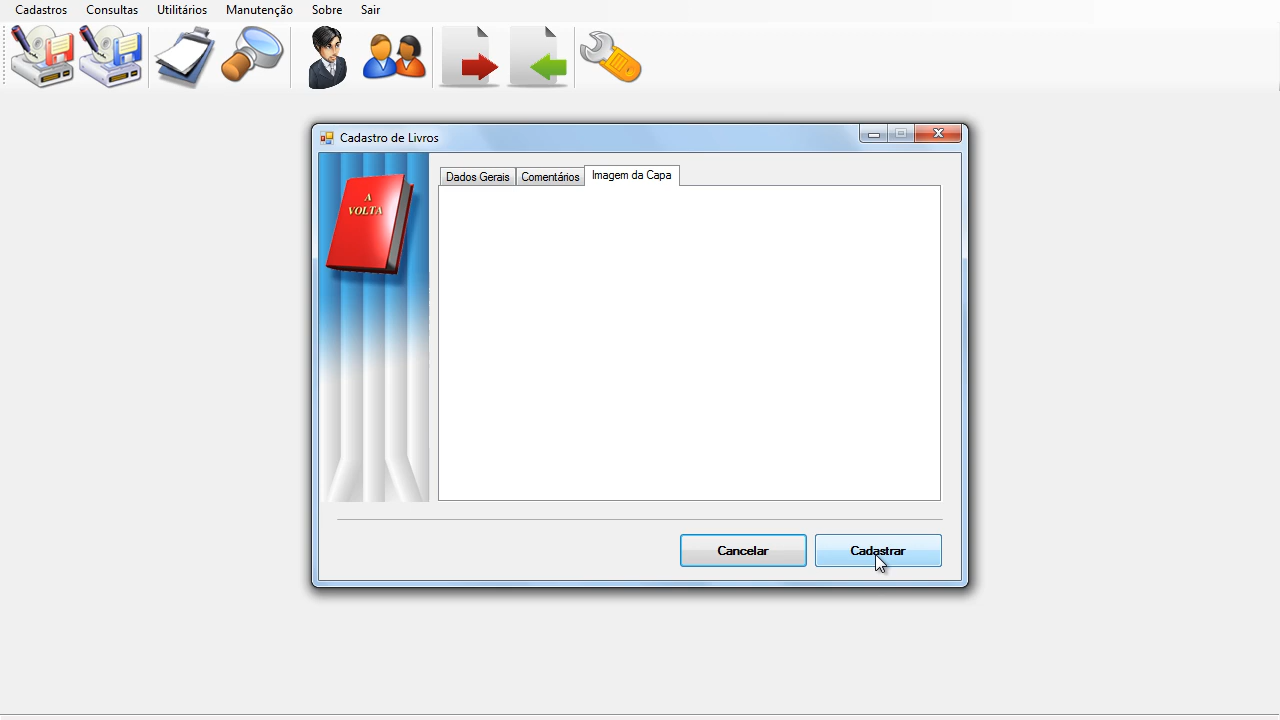 Cadastros Consultas Utilitários Manutenção Sobre Sair
Cadastro de Livros
A
VOLTA
Dados Gerais Comentários Imagem da Capa
Cancelar Cadastrar